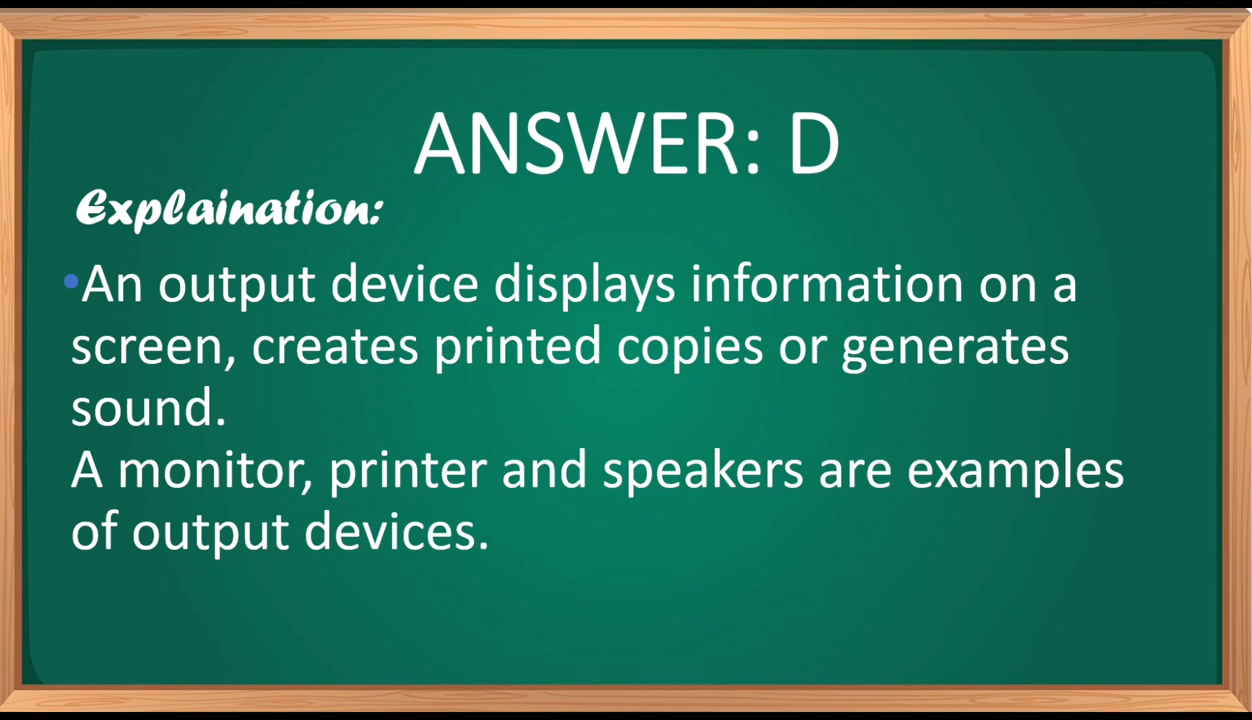 ANSWER: D
Explaination:
•An output device displays information on a
screen, creates printed copies or generates
sound.
A monitor, printer and speakers are examples
of output devices.